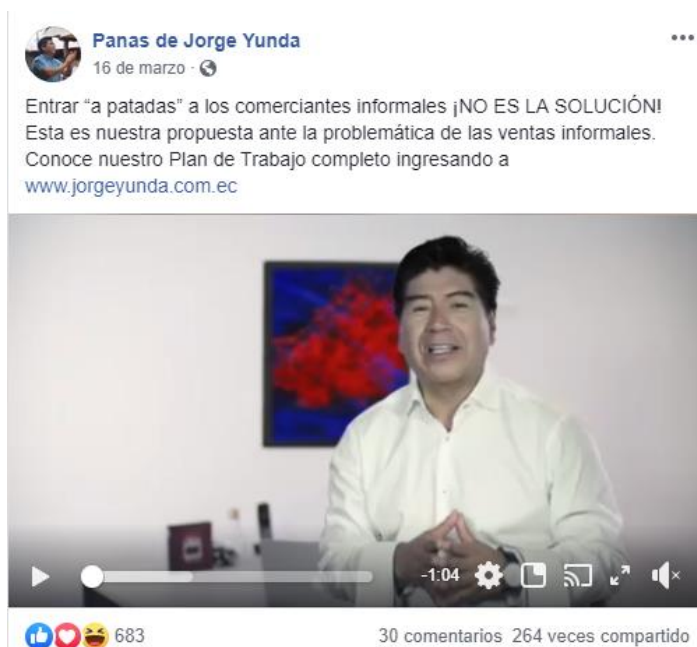 Panas de Jorge Yunda
16 de marzo ·
Entrar “a patadas” a los comerciantes informales ¡NO ES LA SOLUCIÓN!
Esta es nuestra propuesta ante la problemática de las ventas informales.
Conoce nuestro Plan de Trabajo completo ingresando a
www.jorgeyunda.com.ec
-1:04
683
30 comentarios 264 veces compartido